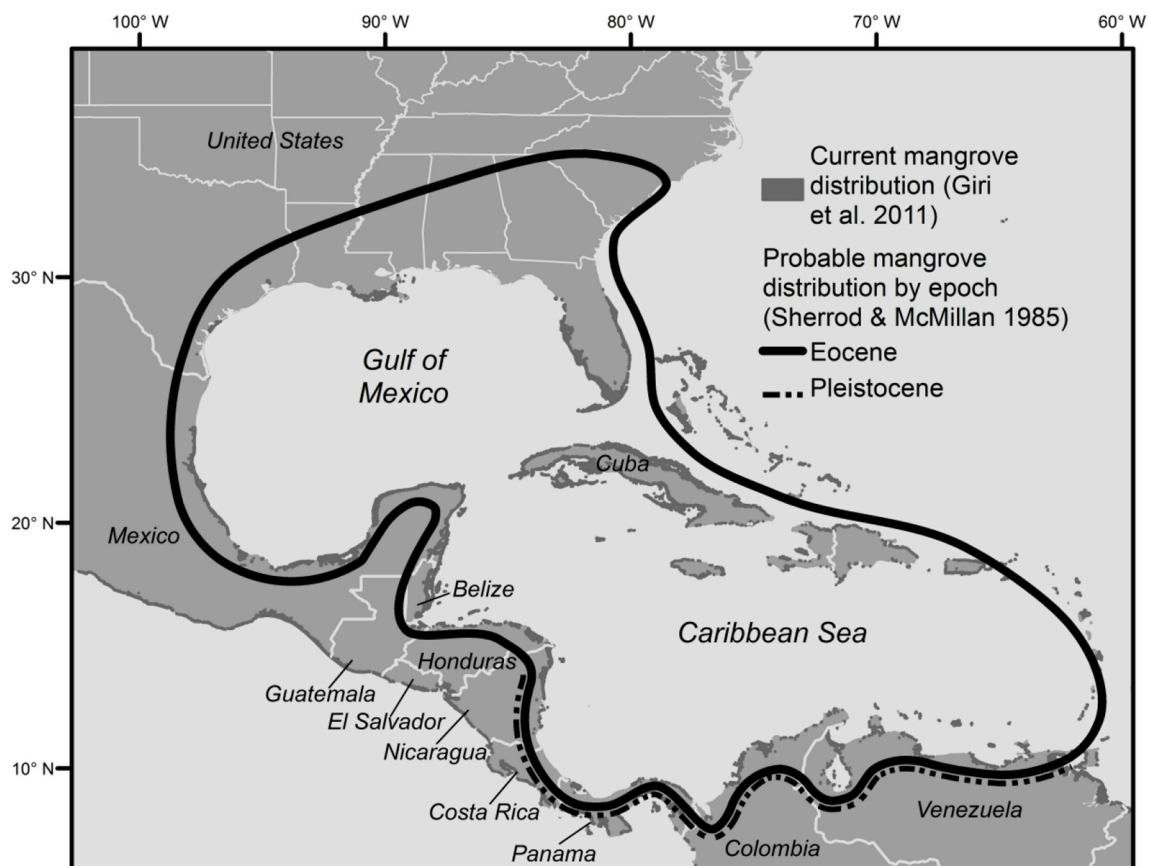 100° W 90° W 80° W 70° W 60° W
United States
Current mangrove
distribution (Giri
et al. 2011)
30° N
Probable mangrove
distribution by epoch
(Sherrod & McMillan 1985)
Eocene
Pleistocene
Gulf of
Mexico
Cuba
20° N
Mexico
Belize
Caribbean Sea
Honduras
Guatemala
El Salvador
Nicaragua
10° N
Costa Rica
Venezuela
Panama
Colombia